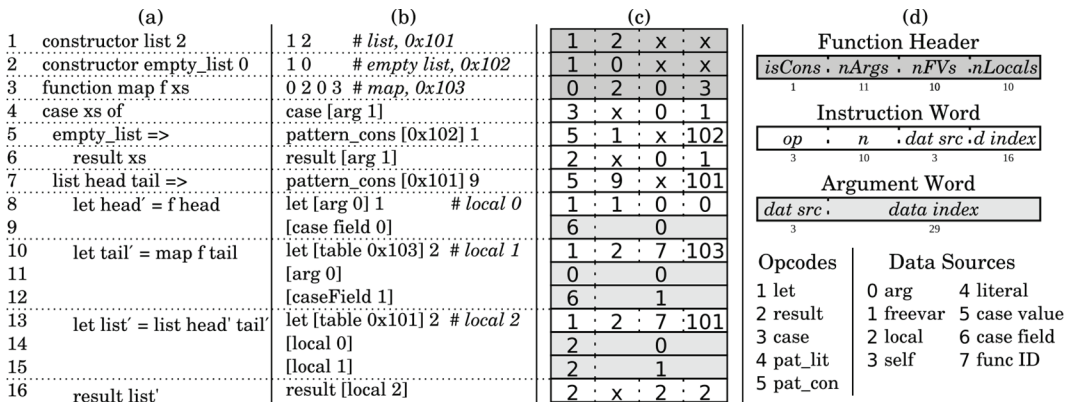 (a) (b) (c) (d)
1 constructor list 2 1 2 # list, 0x101 1 2 x x
2 constructor empty_list 0 1 0 # empty list, 0x102 1 0 x x
3 function map f xs 0 2 0 3 # map, 0x103 0 2 0 3
4 case xs of case [arg 1] 3 x 0 1
5 empty_list => pattern_cons [0x102] 1 5 1 x 102
6 result xs result [arg 1] 2 x 0 1
7 list head tail => pattern_cons [0x101] 9 5 9 x 101
8 let head′ = f head let [arg 0] 1 # local 0 1 1 0 0
9 [case field 0] 6 0
10 let tail′ = map f tail let [table 0x103] 2 # local 1 1 2 7 103
11 [arg 0] 0 0
12 [caseField 1] 6 1
13 let list′ = list head' tail′ let [table 0x101] 2 # local 2 1 2 7 101
14 [local 0] 2 0
15 [local 1] 2 1
16 result list' result [local 2] 2 x 2 2
Function Header
isCons nArgs nFVs nLocals
1 11 10 10
Instruction Word
op n dat src d index
3 10 3 16
Argument Word
dat src data index
3 29
Opcodes
1 let
2 result
3 case
4 pat_lit
5 pat_con
Data Sources
0 arg 4 literal
1 freevar 5 case value
2 local 6 case field
3 self 7 func ID